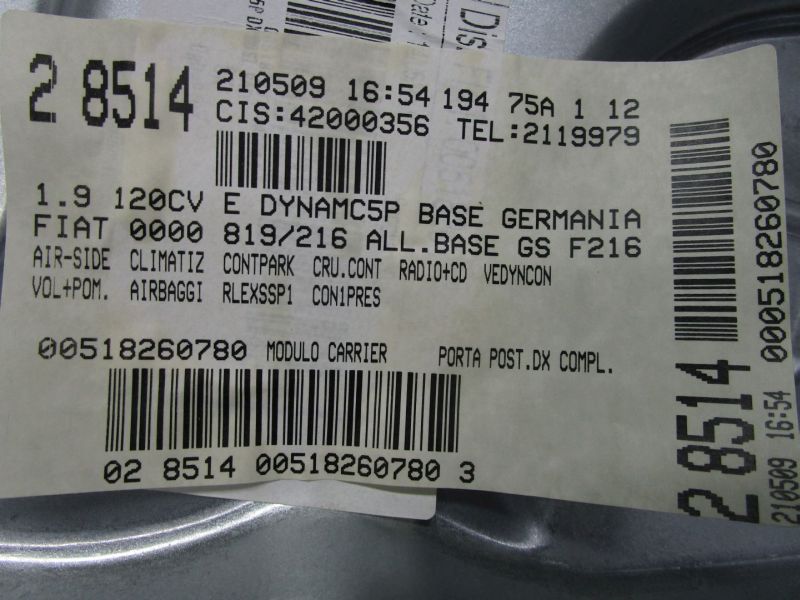 2 8514
210509 16:54 194 75A 1 12
CIS:42000356 TEL:2119979
1.9 120CV E DYNAMC5P BASE GERMANIA
FIAT 0000 819/216 ALL.BASE GS F216
AIR-SIDE CLIMATIZ CONTPARK CRU.CONT RADIO+CD VEDYNCON
VOL+POM. AIRBAGGI RLEXSSP1 CON1PRES
00518260780 MODULO CARRIER PORTA POST.DX COMPL.
02 8514 00518260780 3
2 8514
000518260780
210509 16:54
Date